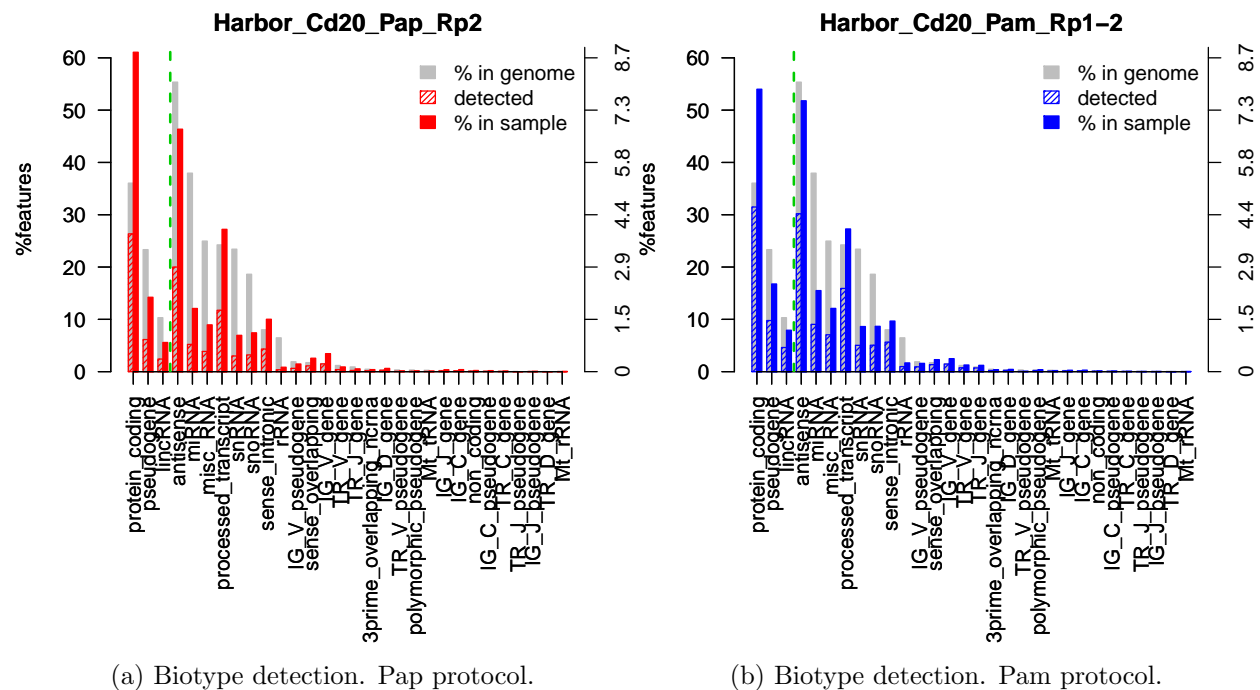 Harbor_Cd20_Pap_Rp2
%features
60
50
40
30
20
10
0
% in genome
detected
% in sample
8.7
7.3
5.8
4.4
2.9
1.5
0
protein_coding
pseudogene
lincRNA
antisense
miRNA
misc_RNA
processed_transcript
snRNA
snoRNA
sense_intronic
rRNA
IG_V_pseudogene
sense_overlapping
IG_V_gene
TR_V_gene
TR_J_gene
3prime_overlapping_ncrna
IG_D_gene
TR_V_pseudogene
polymorphic_pseudogene
Mt_tRNA
IG_J_gene
IG_C_gene
non_coding
IG_C_pseudogene
TR_C_gene
TR_J_pseudogene
IG_J_pseudogene
TR_D_gene
Mt_rRNA
(a) Biotype detection. Pap protocol.
Harbor_Cd20_Pam_Rp1−2
%features
60
50
40
30
20
10
0
% in genome
detected
% in sample
8.7
7.3
5.8
4.4
2.9
1.5
0
protein_coding
pseudogene
lincRNA
antisense
miRNA
misc_RNA
processed_transcript
snRNA
snoRNA
sense_intronic
rRNA
IG_V_pseudogene
sense_overlapping
IG_V_gene
TR_V_gene
TR_J_gene
3prime_overlapping_ncrna
IG_D_gene
TR_V_pseudogene
polymorphic_pseudogene
Mt_tRNA
IG_J_gene
IG_C_gene
non_coding
IG_C_pseudogene
TR_C_gene
TR_J_pseudogene
IG_J_pseudogene
TR_D_gene
Mt_rRNA
(b) Biotype detection. Pam protocol.